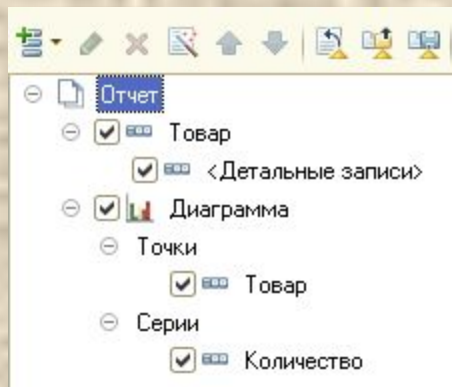 Отчет
Товар
<Детальные записи>
Диаграмма
Точки
Товар
Серии
Количество